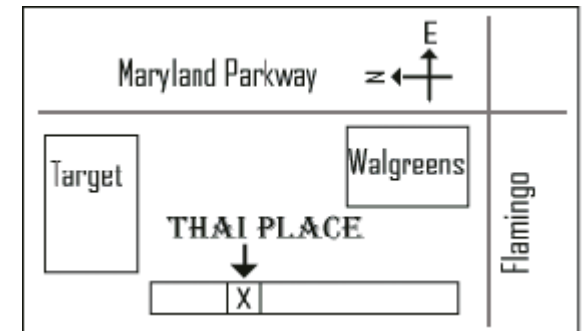 E
N
Maryland Parkway
Target
Walgreens
Flamingo
THAI PLACE
X